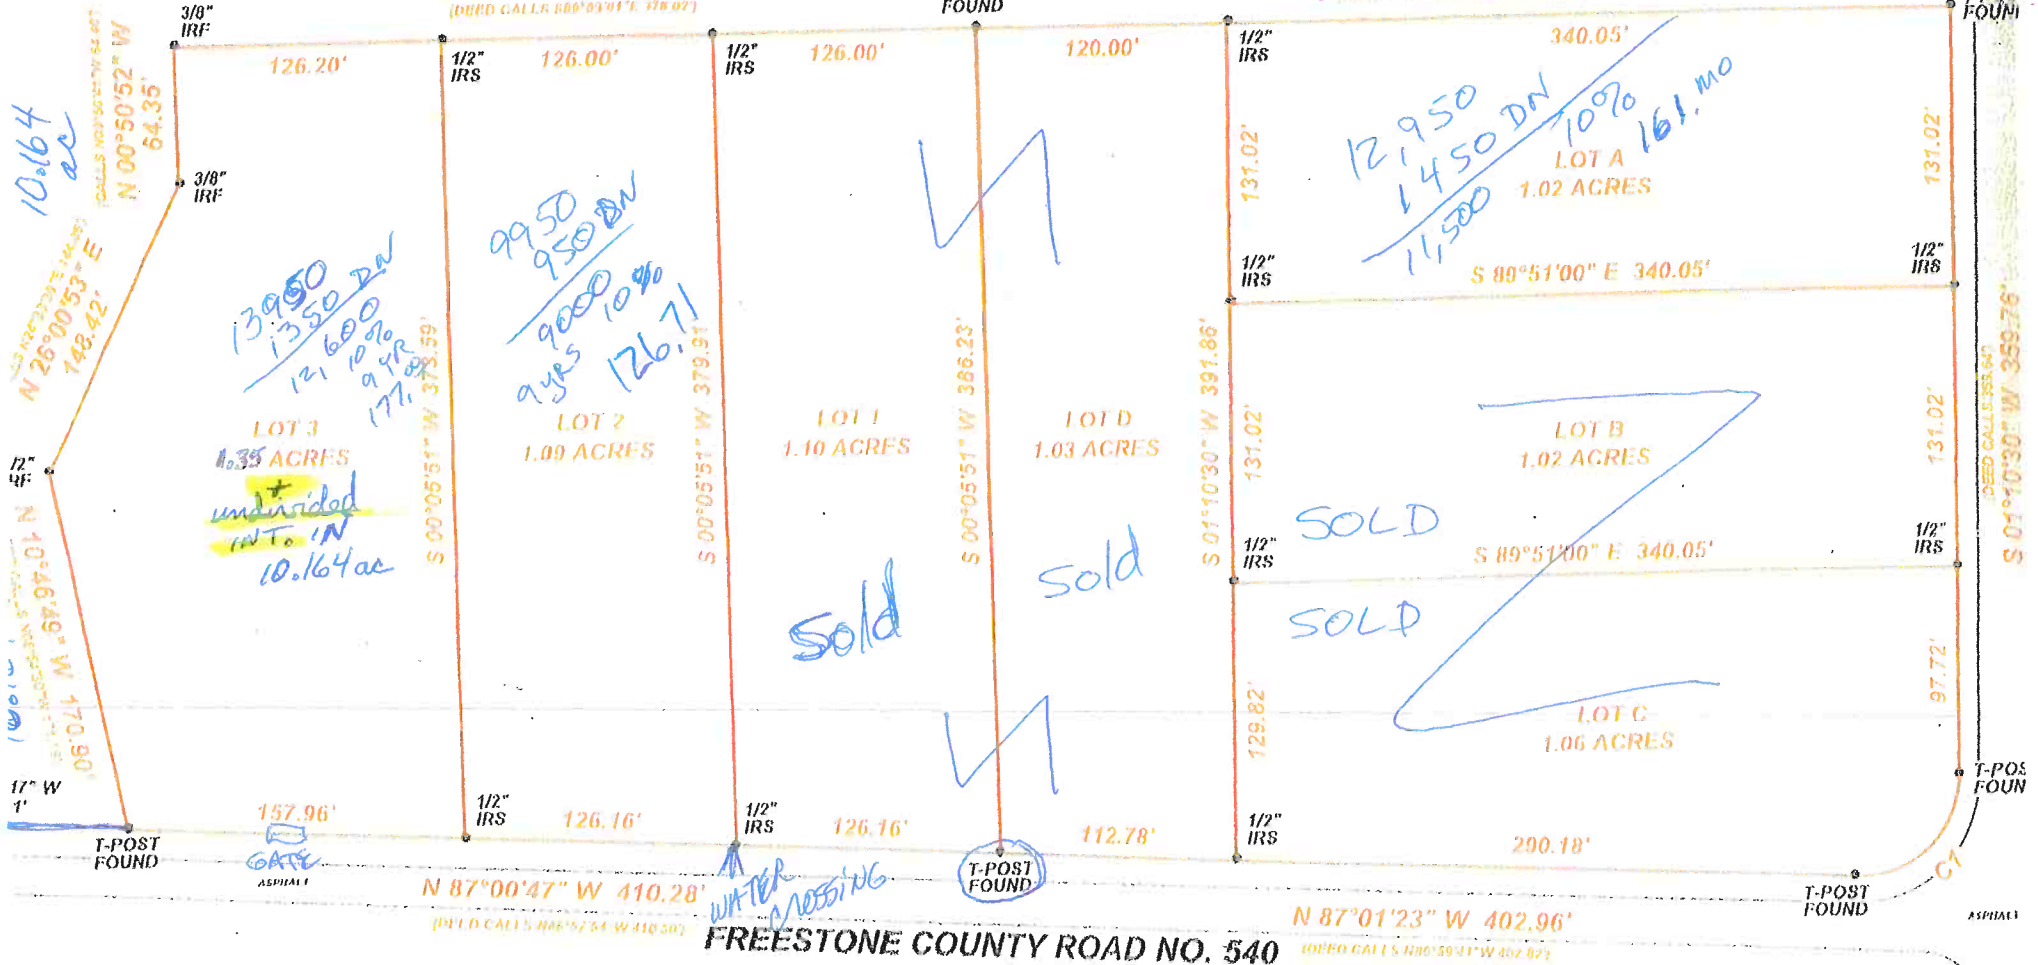 3/8"
IRF
FOUND
126.20'
1/2"
IRS
126.00'
1/2"
IRS
126.00'
120.00'
1/2"
IRS
340.05'
10.164
ac
N 00°50'52" W
64.35'
3/8"
IRF
12,950
1450 DN
11,500
10%
161. MO
LOT A
1.02 ACRES
131.02'
131.02'
1/2"
IRS
S 89°51'00" E 340.05'
1/2"
IRS
N 26°00'53" E
148.42'
13950
1350 DN
12,600
10%
9 YR
9950
950 DN
9000 10%
9 YRS
126.71
S 00°05'51" W 379.91'
S 00°05'51" W 386.23'
S 01°10'30" W 391.86'
S 01°10'30" W 359.76'
LOT 3
1.35 ACRES
+
undivided
INT. IN
10.164 ac
LOT 2
1.09 ACRES
LOT 1
1.10 ACRES
LOT D
1.03 ACRES
LOT B
1.02 ACRES
131.02'
131.02'
SOLD
1/2"
IRS
S 89°51'00" E 340.05'
1/2"
IRS
Sold
Sold
SOLD
LOT C
1.06 ACRES
129.82'
97.72'
N 10°46'49" W 170.90'
17" W
1'
T-POST
FOUND
157.96'
GATE
ASPHALT
1/2"
IRS
126.16'
1/2"
IRS
WATER
CROSSING
126.16'
T-POST
FOUND
112.78'
1/2"
IRS
290.18'
T-POST
FOUND
C1
ASPHALT
N 87°00'47" W 410.28'
N 87°01'23" W 402.96'
FREESTONE COUNTY ROAD NO. 540